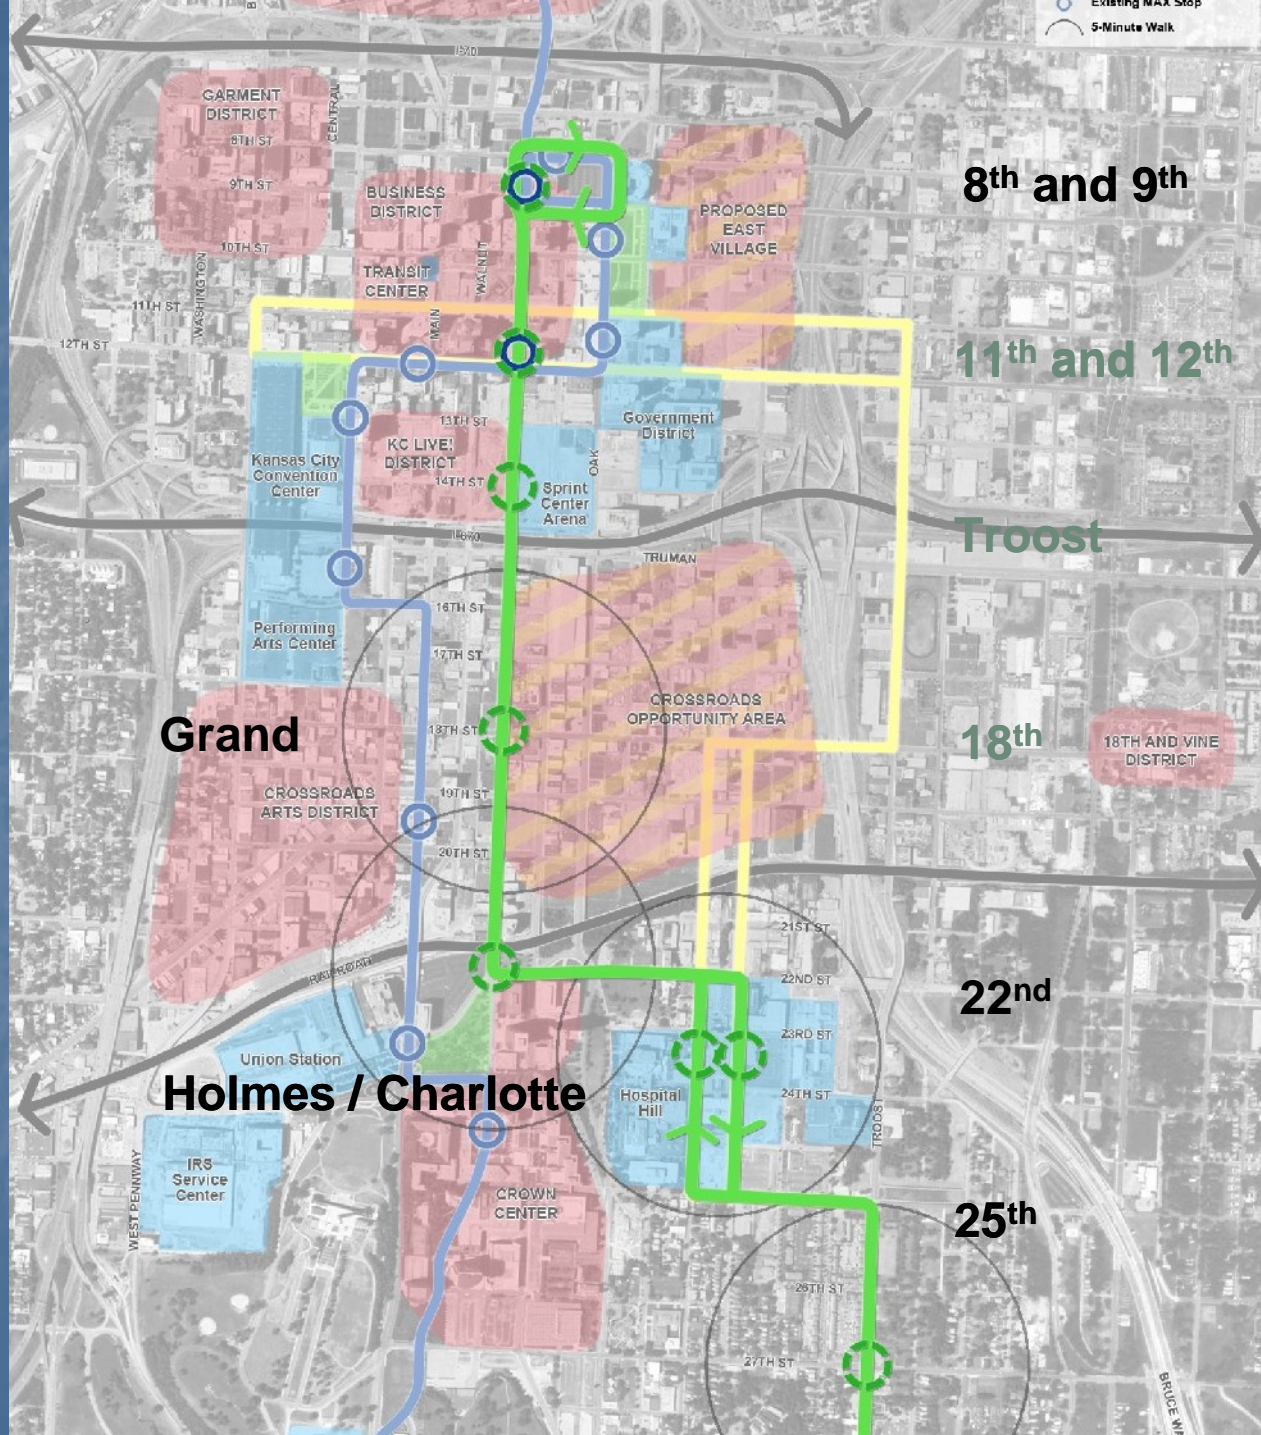 Existing MAX Stop
5-Minute Walk
I-70
GARMENT
DISTRICT
CENTRAL
8TH ST
9TH ST
10TH ST
WASHINGTON
11TH ST
12TH ST
BUSINESS
DISTRICT
TRANSIT
CENTER
WALNUT
MAIN
PROPOSED
EAST
VILLAGE
8th and 9th
11th and 12th
13TH ST
KC LIVE!
DISTRICT
14TH ST
Government
District
OAK
Sprint
Center
Arena
Kansas City
Convention
Center
I-670
TRUMAN
Troost
16TH ST
17TH ST
Performing
Arts Center
CROSSROADS
OPPORTUNITY AREA
Grand
18TH ST
18th
18TH AND VINE
DISTRICT
CROSSROADS
ARTS DISTRICT
19TH ST
20TH ST
21ST ST
RAILROAD
22ND ST
22nd
23RD ST
Union Station
Holmes / Charlotte
Hospital
Hill
24TH ST
TROOST
IRS
Service
Center
WEST PENNWAY
CROWN
CENTER
25th
26TH ST
27TH ST